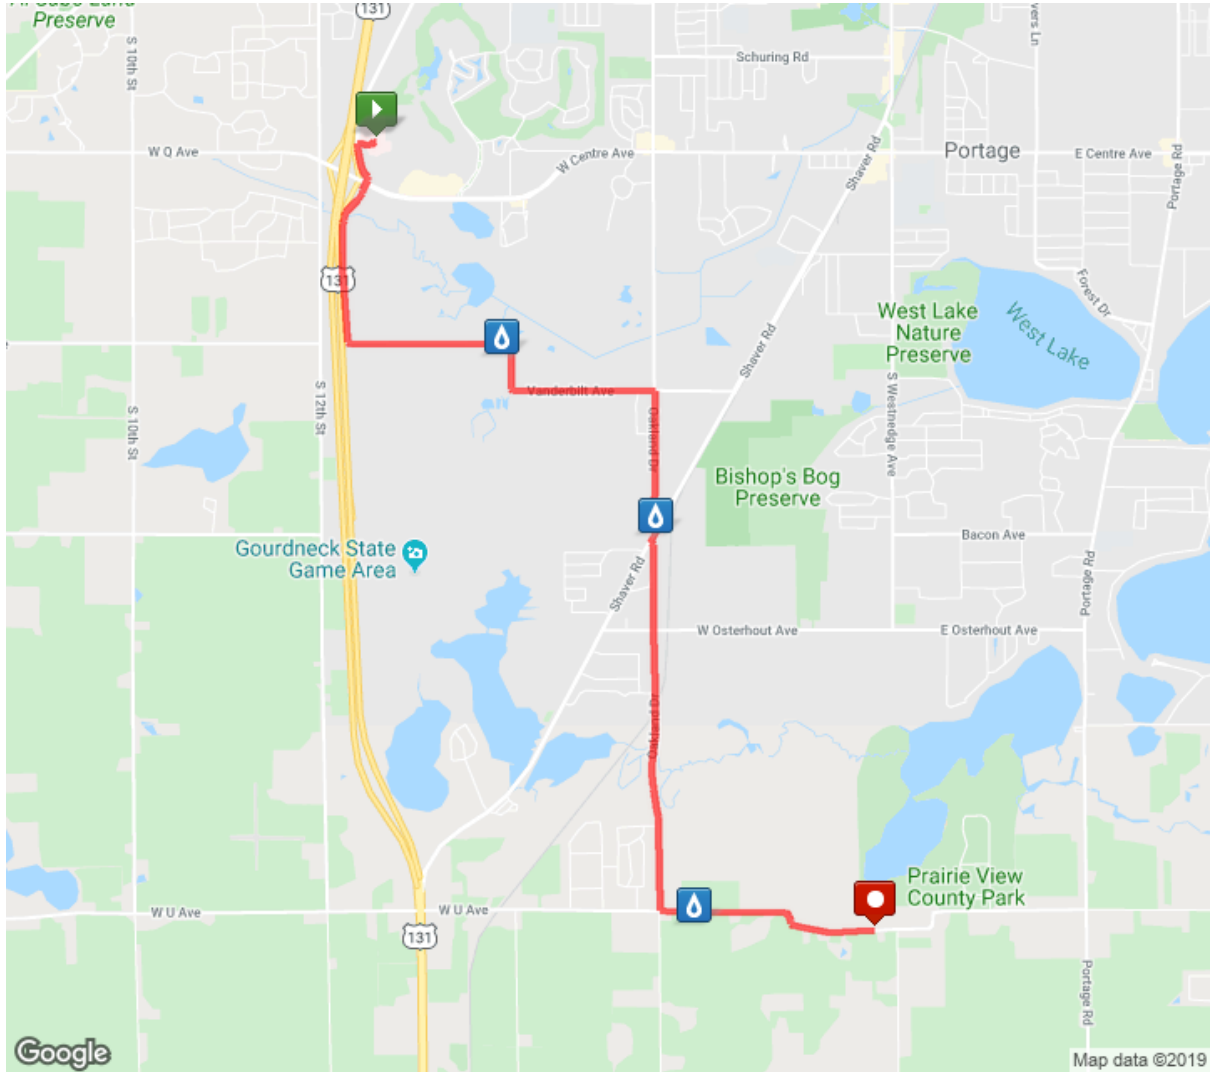 Preserve
131
S 10th St
Schuring Rd
W Q Ave
W Centre Ave
Portage
E Centre Ave
Shaver Rd
Portage Rd
131
Forest Dr
West Lake
Nature
Preserve
West Lake
Shaver Rd
S 12th St
S 10th St
Vanderbilt Ave
Oakland Dr
S Westnedge Ave
Bishop's Bog
Preserve
Gourdneck State
Game Area
Bacon Ave
Shaver Rd
Portage Rd
W Osterhout Ave
E Osterhout Ave
Oakland Dr
Prairie View
County Park
W U Ave
W U Ave
131
Portage Rd
Google
Map data ©2019